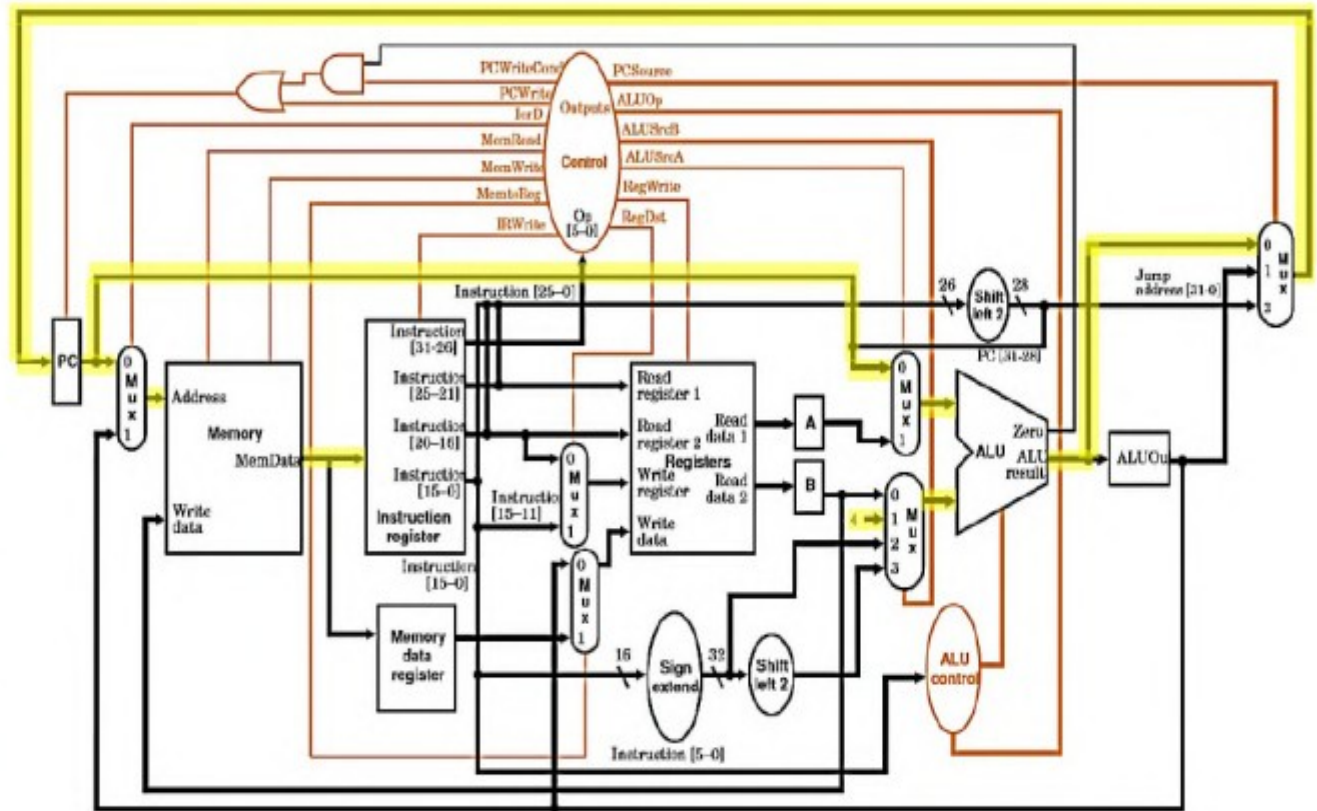 PCWriteCond
PCSource
PCWrite
ALUOp
IorD
Outputs
ALUSrcB
MemRead
Control
ALUSrcA
MemWrite
RegWrite
MemtoReg
Op
[5–0]
RegDst
IRWrite
0
1
3
Mux
Instruction [25–0]
26
Shift
left 2
28
Jump
address [31-0]
PC [31-28]
PC
0
Mux
1
Address
Memory
MemData
Write
data
Instruction
[31-26]
Instruction
[25–21]
Instruction
[20–16]
Instruction
[15–0]
Instruction
register
Instruction
[15–11]
0
Mux
1
Read
register 1
Read
register 2
Registers
Write
register
Write
data
Read
data 1
Read
data 2
A
B
0
Mux
1
4
0
1
2
3
Mux
Zero
ALU
ALU
result
ALUOu
Instruction
[15–0]
0
Mux
1
Memory
data
register
16
Sign
extend
32
Shift
left 2
ALU
control
Instruction [5–0]